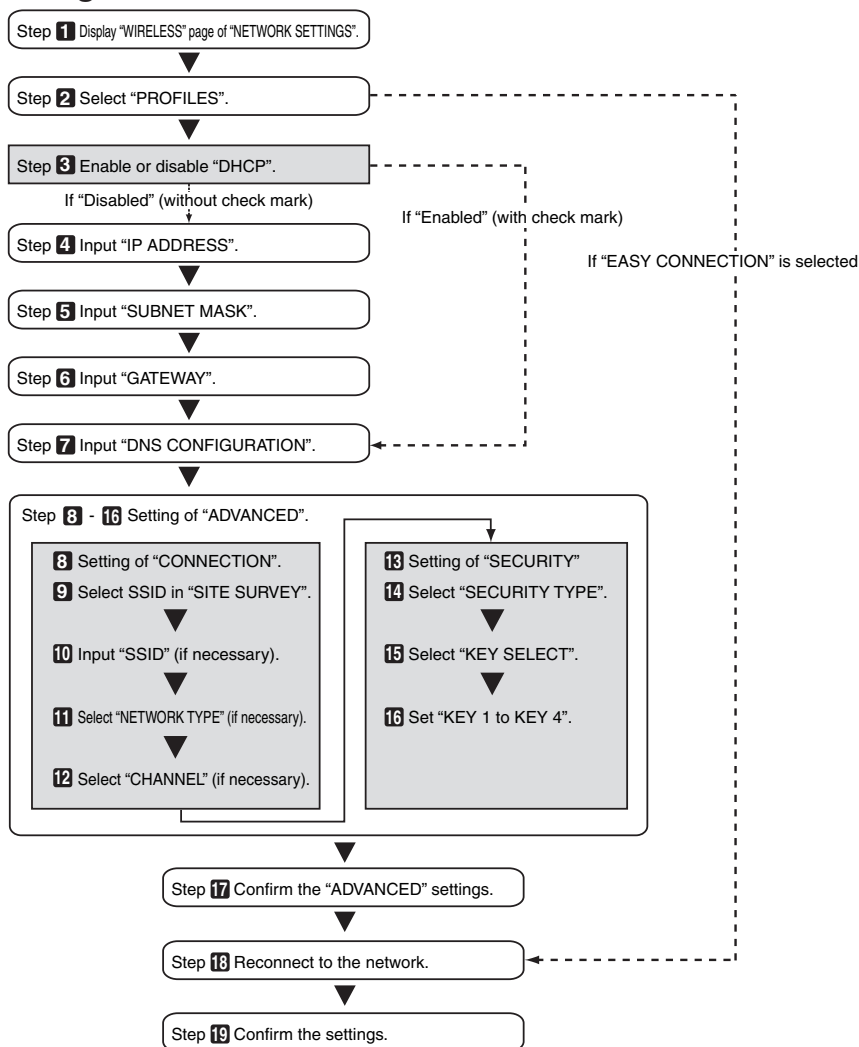 Step 1 Display “WIRELESS” page of “NETWORK SETTINGS”.
Step 2 Select “PROFILES”.
Step 3 Enable or disable “DHCP”.
If “Disabled” (without check mark)
If “Enabled” (with check mark)
If “EASY CONNECTION” is selected
Step 4 Input “IP ADDRESS”.
Step 5 Input “SUBNET MASK”.
Step 6 Input “GATEWAY”.
Step 7 Input “DNS CONFIGURATION”.
Step 8 - 16 Setting of “ADVANCED”.
8 Setting of “CONNECTION”.
9 Select SSID in “SITE SURVEY”.
10 Input “SSID” (if necessary).
11 Select “NETWORK TYPE” (if necessary).
12 Select “CHANNEL” (if necessary).
13 Setting of “SECURITY”
14 Select “SECURITY TYPE”.
15 Select “KEY SELECT”.
16 Set “KEY 1 to KEY 4”.
Step 17 Confirm the “ADVANCED” settings.
Step 18 Reconnect to the network.
Step 19 Confirm the settings.